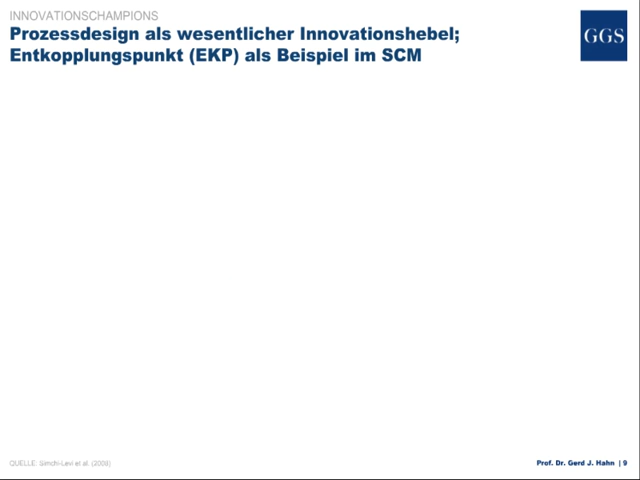 INNOVATIONSCHAMPIONS
Prozessdesign als wesentlicher Innovationshebel;
Entkopplungspunkt (EKP) als Beispiel im SCM
GGS
QUELLE: Simchi-Levi et al. (2004)
Prof. Dr. Gerd J. Hahn | 9